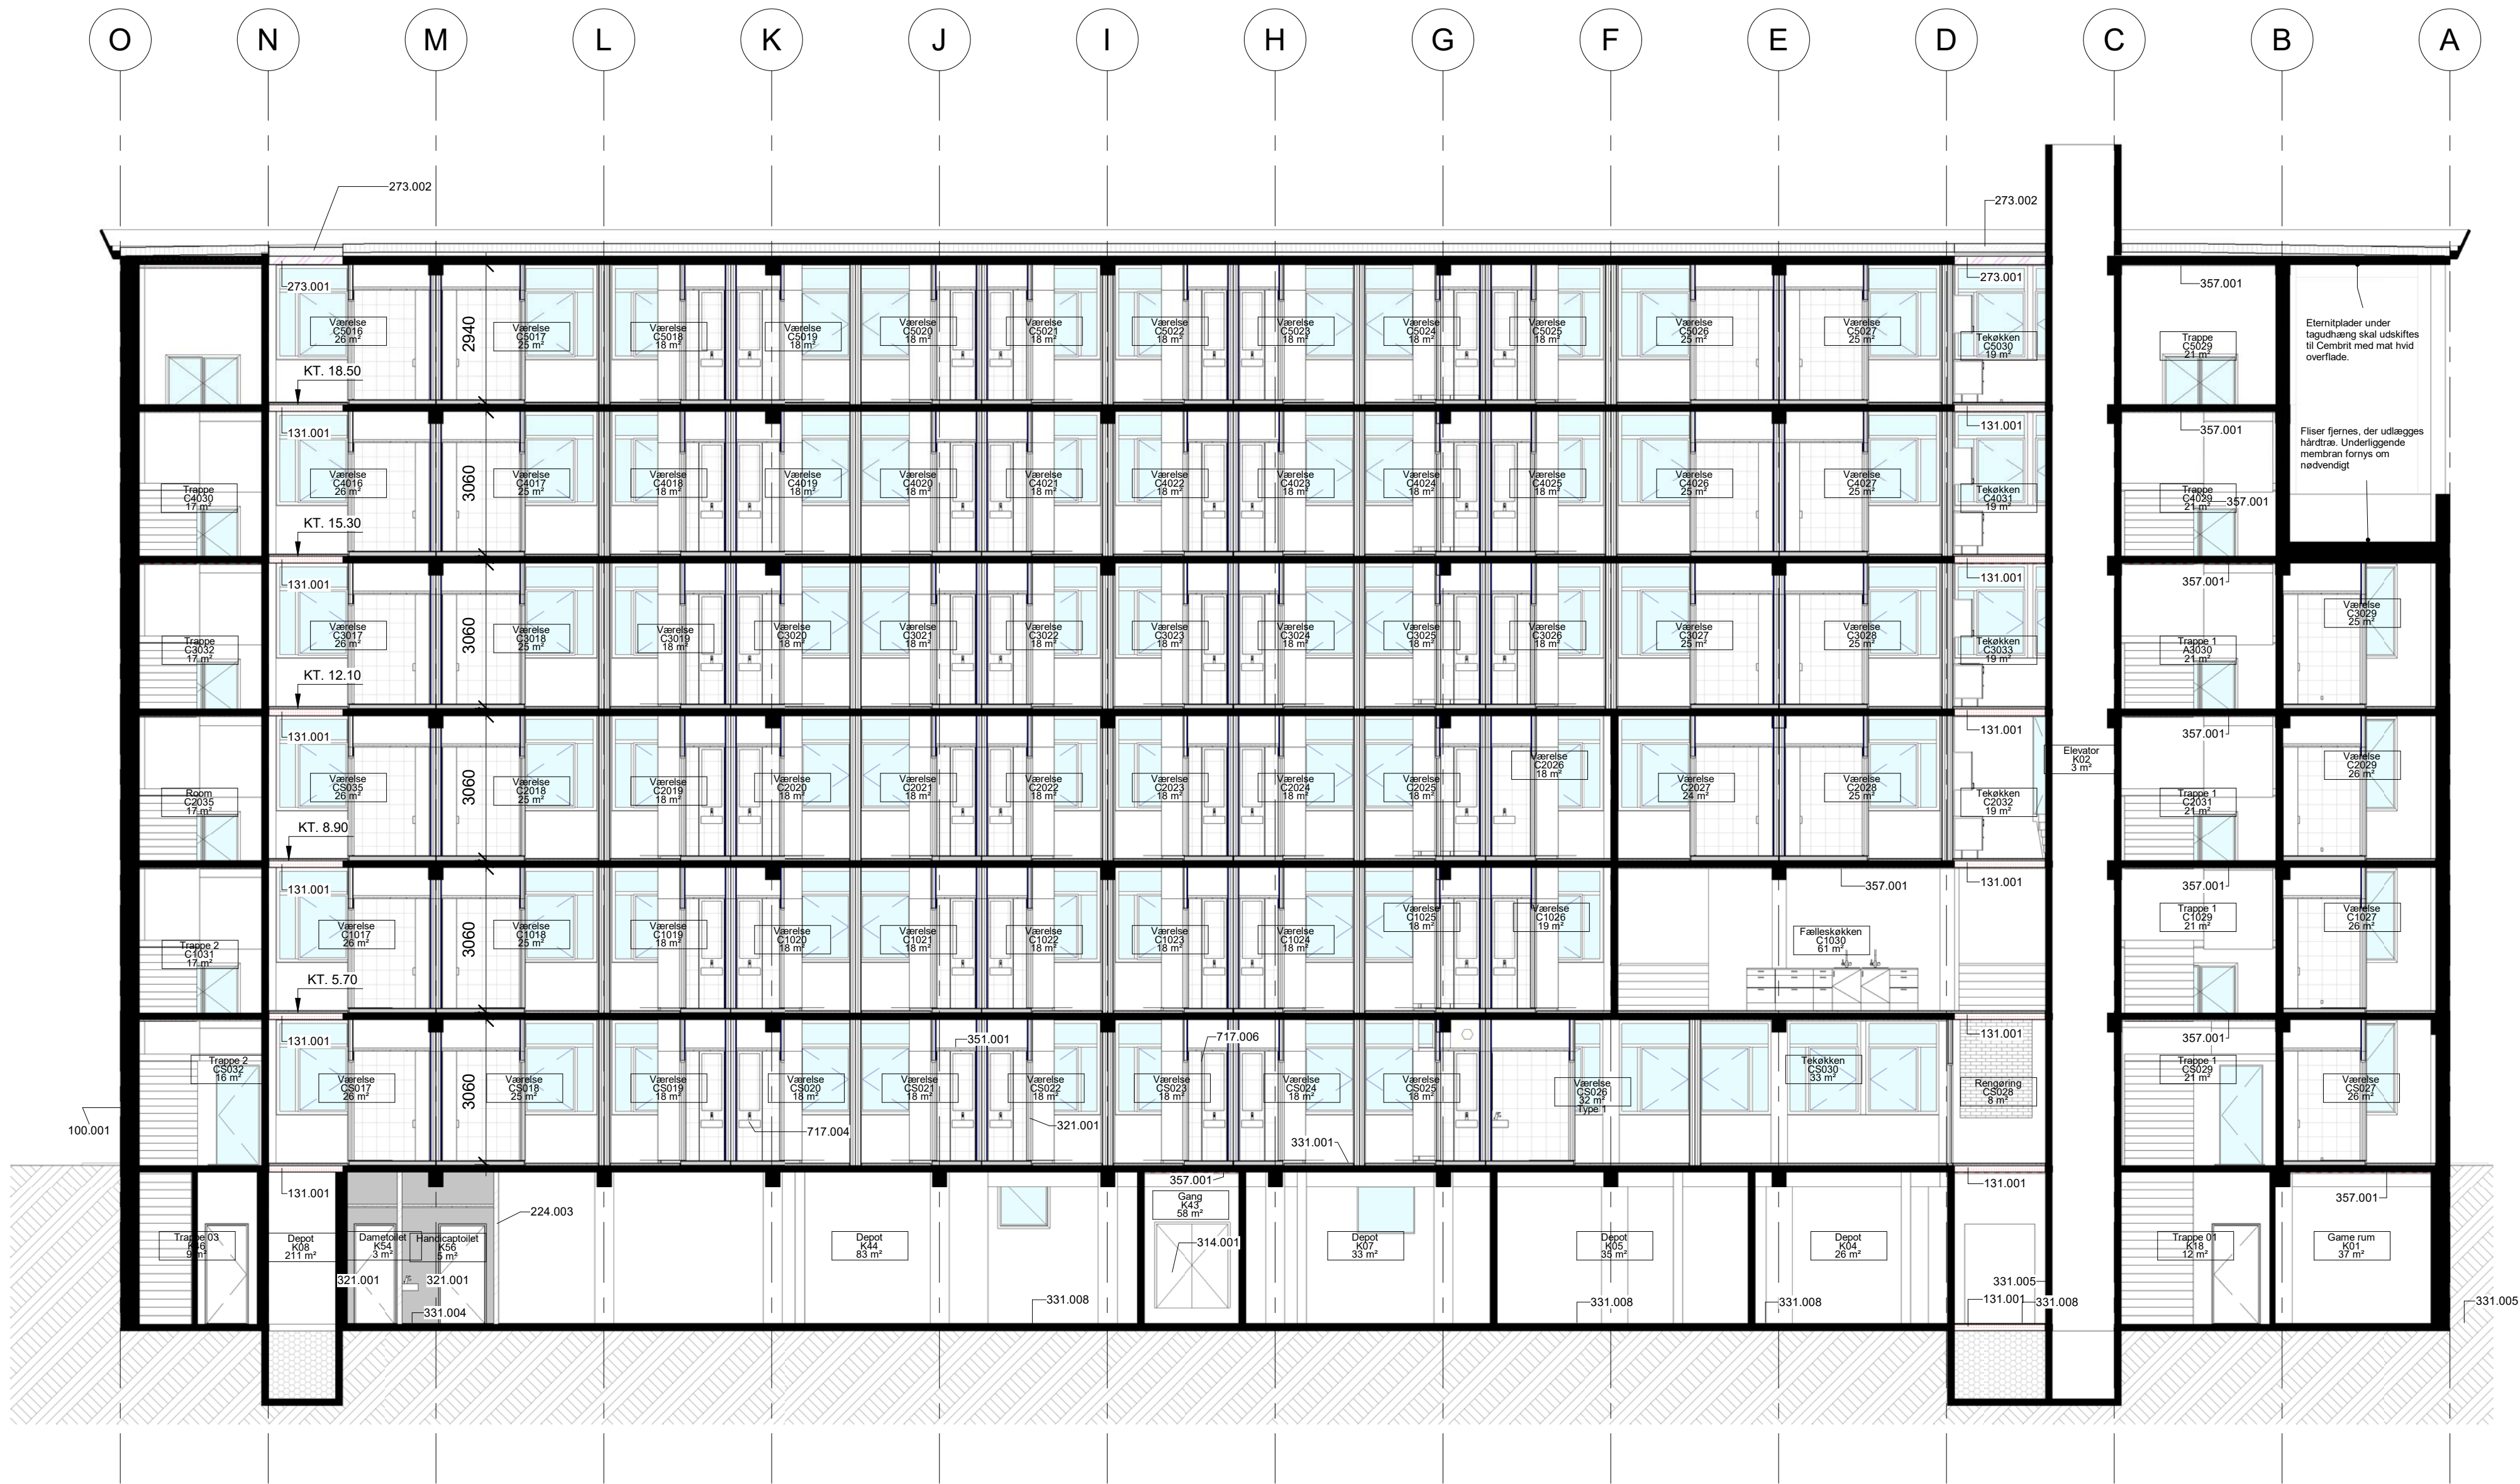 O N M L K J I H G F E D C B A
273.002
273.002
273.001
273.001
357.001
Værelse
C5016
26 m²
Værelse
C5017
25 m²
Værelse
C5018
18 m²
Værelse
C5019
18 m²
Værelse
C5020
18 m²
Værelse
C5021
18 m²
Værelse
C5022
18 m²
Værelse
C5023
18 m²
Værelse
C5024
18 m²
Værelse
C5025
18 m²
Værelse
C5026
25 m²
Værelse
C5027
25 m²
Tekøkken
C5030
19 m²
Trappe
C5029
21 m²
Eternitplader under
tagudhæng skal udskiftes
til Cembrit med mat hvid
overflade.
2940
KT. 18.50
131.001
131.001
357.001
Trappe
C4030
17 m²
Værelse
C4016
26 m²
Værelse
C4017
25 m²
Værelse
C4018
18 m²
Værelse
C4019
18 m²
Værelse
C4020
18 m²
Værelse
C4021
18 m²
Værelse
C4022
18 m²
Værelse
C4023
18 m²
Værelse
C4024
18 m²
Værelse
C4025
18 m²
Værelse
C4026
25 m²
Værelse
C4027
25 m²
Tekøkken
C4031
19 m²
Trappe
C4029
21 m²
357.001
Fliser fjernes, der udlægges
hårdtræ. Underliggende
membran fornys om
nødvendigt
3060
KT. 15.30
131.001
131.001
357.001
Trappe
C3032
17 m²
Værelse
C3017
26 m²
Værelse
C3018
25 m²
Værelse
C3019
18 m²
Værelse
C3020
18 m²
Værelse
C3021
18 m²
Værelse
C3022
18 m²
Værelse
C3023
18 m²
Værelse
C3024
18 m²
Værelse
C3025
18 m²
Værelse
C3026
18 m²
Værelse
C3027
25 m²
Værelse
C3028
25 m²
Tekøkken
C3033
19 m²
Trappe 1
A3030
21 m²
Værelse
C3029
25 m²
3060
KT. 12.10
131.001
131.001
357.001
Room
C2035
17 m²
Værelse
CS035
26 m²
Værelse
C2018
25 m²
Værelse
C2019
18 m²
Værelse
C2020
18 m²
Værelse
C2021
18 m²
Værelse
C2022
18 m²
Værelse
C2023
18 m²
Værelse
C2024
18 m²
Værelse
C2025
18 m²
Værelse
C2026
18 m²
Værelse
C2027
24 m²
Værelse
C2028
25 m²
Tekøkken
C2032
19 m²
Elevator
K02
3 m²
Trappe 1
C2031
21 m²
Værelse
C2029
26 m²
3060
KT. 8.90
131.001
357.001
131.001
357.001
Trappe 2
C1031
17 m²
Værelse
C1017
26 m²
Værelse
C1018
25 m²
Værelse
C1019
18 m²
Værelse
C1020
18 m²
Værelse
C1021
18 m²
Værelse
C1022
18 m²
Værelse
C1023
18 m²
Værelse
C1024
18 m²
Værelse
C1025
18 m²
Værelse
C1026
19 m²
Fælleskøkken
C1030
61 m²
Trappe 1
C1029
21 m²
Værelse
C1027
26 m²
3060
KT. 5.70
131.001
351.001
717.006
131.001
357.001
Trappe 2
CS032
16 m²
Værelse
CS018
26 m²
Værelse
CS018
25 m²
Værelse
CS019
18 m²
Værelse
CS020
18 m²
Værelse
CS021
18 m²
Værelse
CS022
18 m²
Værelse
CS023
18 m²
Værelse
CS024
18 m²
Værelse
CS025
18 m²
Værelse
CS026
32 m²
Type 1
Tekøkken
CS030
33 m²
Rengøring
CS028
8 m²
Trappe 1
CS029
21 m²
Værelse
CS027
26 m²
3060
100.001
717.004
321.001
331.001
131.001
224.003
357.001
131.001
357.001
Trappe 03
K46
9 m²
Depot
K08
211 m²
Dametoilet
K54
3 m²
Handicaptoilet
K56
5 m²
Depot
K44
83 m²
Gang
K43
58 m²
314.001
Depot
K07
33 m²
Depot
K05
35 m²
Depot
K04
26 m²
Trappe 01
K18
12 m²
Game rum
K01
37 m²
321.001
321.001
331.004
331.008
331.008
331.008
331.005
131.001
331.008
331.005